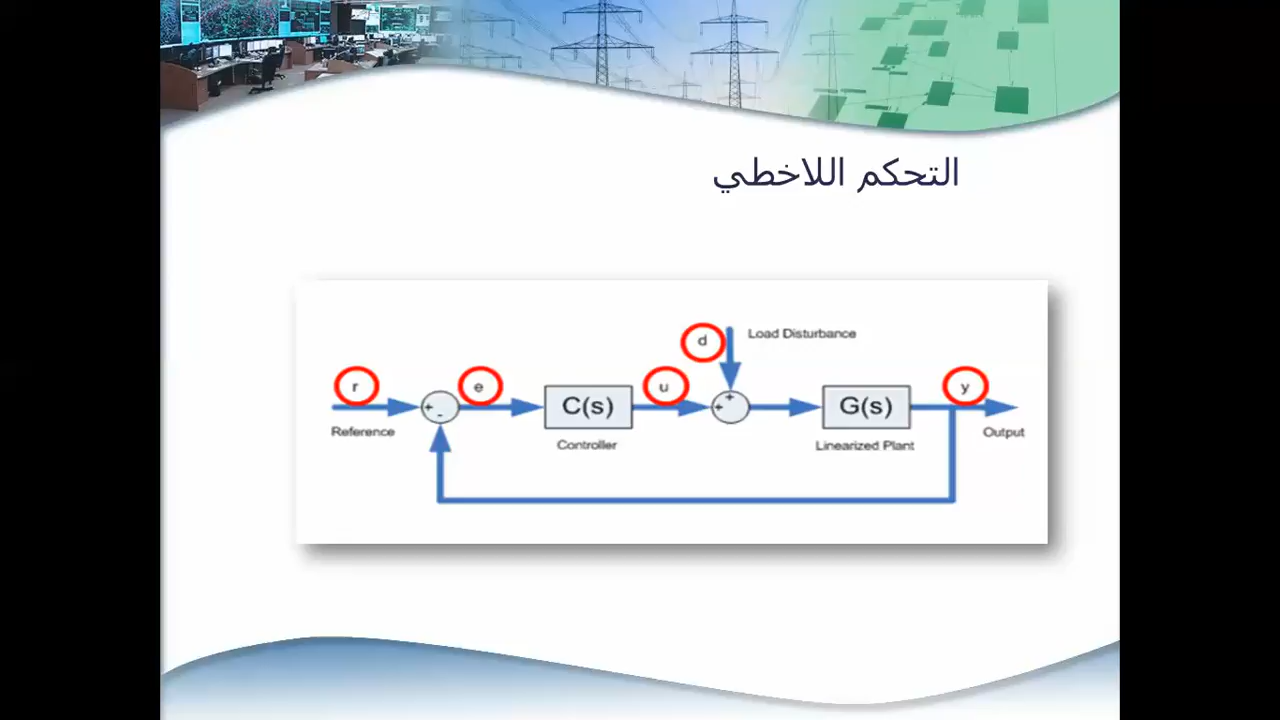 التحكم اللاخطي
d
Load Disturbance
r
e
u
y
+
-
C(s)
+
+
G(s)
Reference
Controller
Linearized Plant
Output